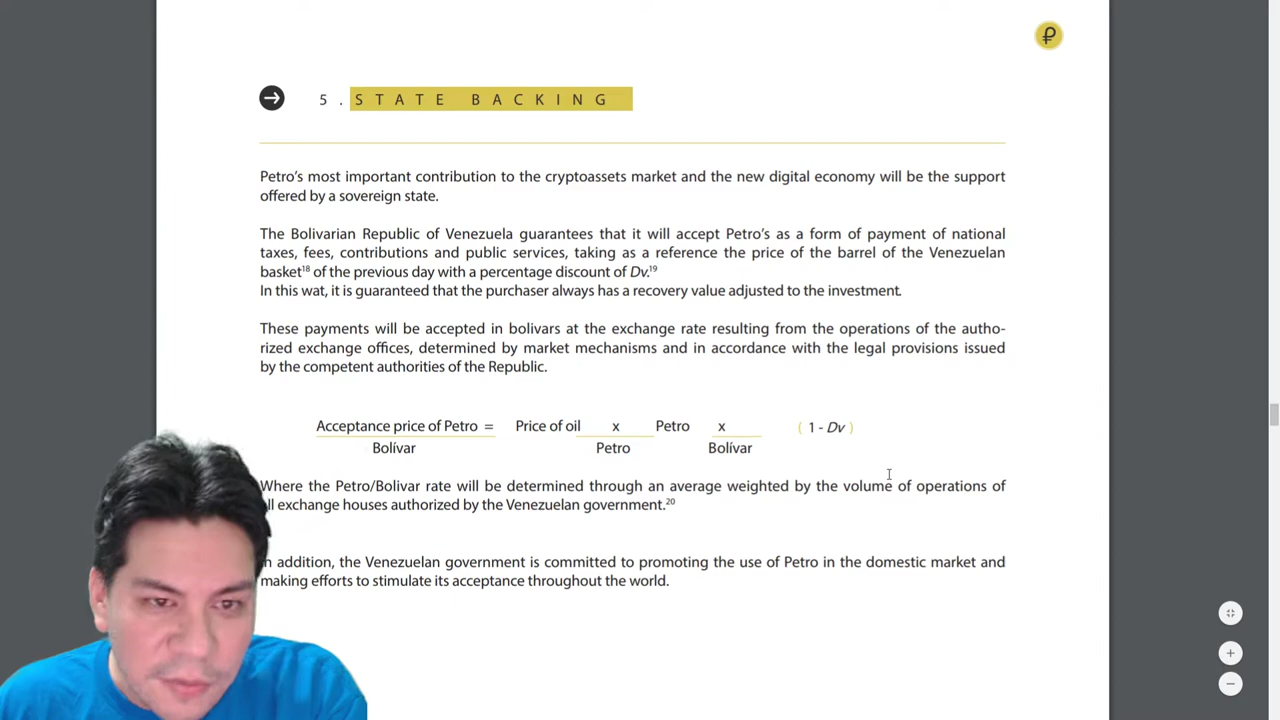 ₽
5 . STATE BACKING
Petro's most important contribution to the cryptoassets market and the new digital economy will be the support
offered by a sovereign state.
The Bolivarian Republic of Venezuela guarantees that it will accept Petro's as a form of payment of national
taxes, fees, contributions and public services, taking as a reference the price of the barrel of the Venezuelan
basket¹⁸ of the previous day with a percentage discount of Dv.¹⁹
In this wat, it is guaranteed that the purchaser always has a recovery value adjusted to the investment.
These payments will be accepted in bolivars at the exchange rate resulting from the operations of the autho-
rized exchange offices, determined by market mechanisms and in accordance with the legal provisions issued
by the competent authorities of the Republic.
Acceptance price of Petro = Price of oil x Petro x ( 1 - Dv )
Bolívar Petro Bolívar
Where the Petro/Bolivar rate will be determined through an average weighted by the volume of operations of
ll exchange houses authorized by the Venezuelan government.²⁰
n addition, the Venezuelan government is committed to promoting the use of Petro in the domestic market and
making efforts to stimulate its acceptance throughout the world.